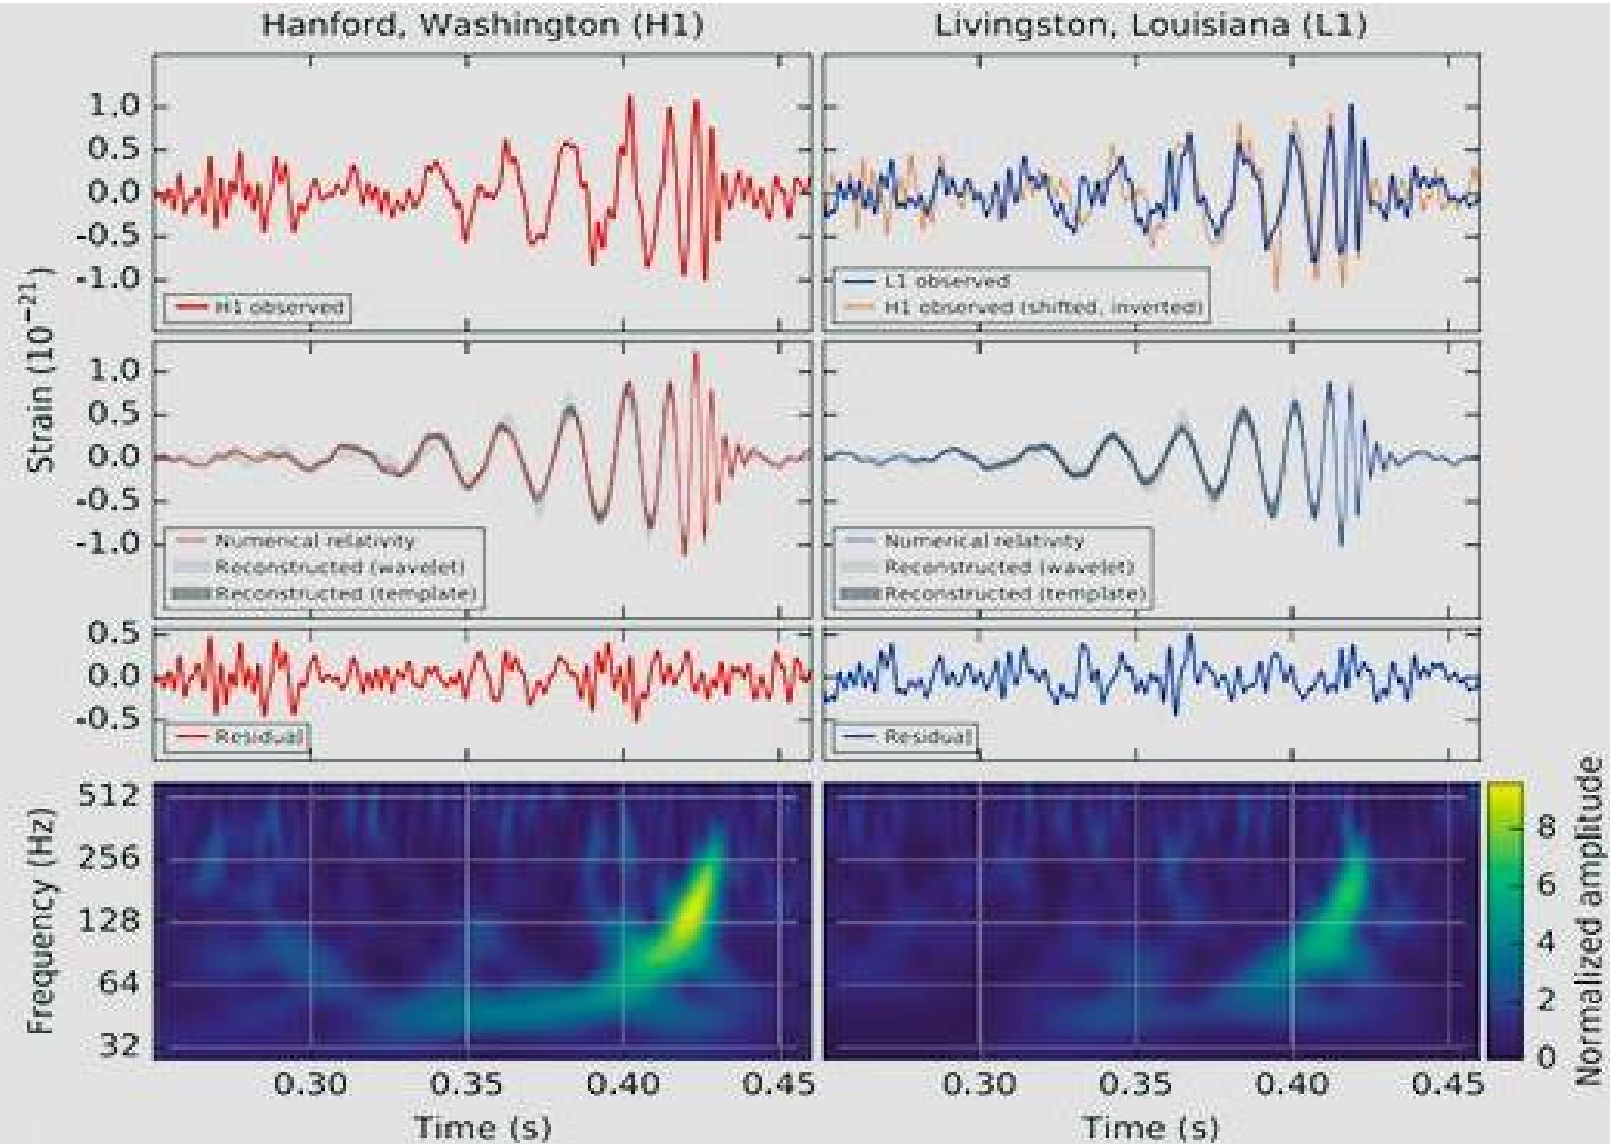 Hanford, Washington (H1)
Livingston, Louisiana (L1)
1.0
0.5
0.0
-0.5
-1.0
H1 observed
L1 observed
H1 observed (shifted, inverted)
Strain (10⁻²¹)
1.0
0.5
0.0
-0.5
-1.0
Numerical relativity
Reconstructed (wavelet)
Reconstructed (template)
Numerical relativity
Reconstructed (wavelet)
Reconstructed (template)
0.5
0.0
-0.5
Residual
Residual
Frequency (Hz)
512
256
128
64
32
8
6
4
2
0
Normalized amplitude
0.30 0.35 0.40 0.45
0.30 0.35 0.40 0.45
Time (s)
Time (s)